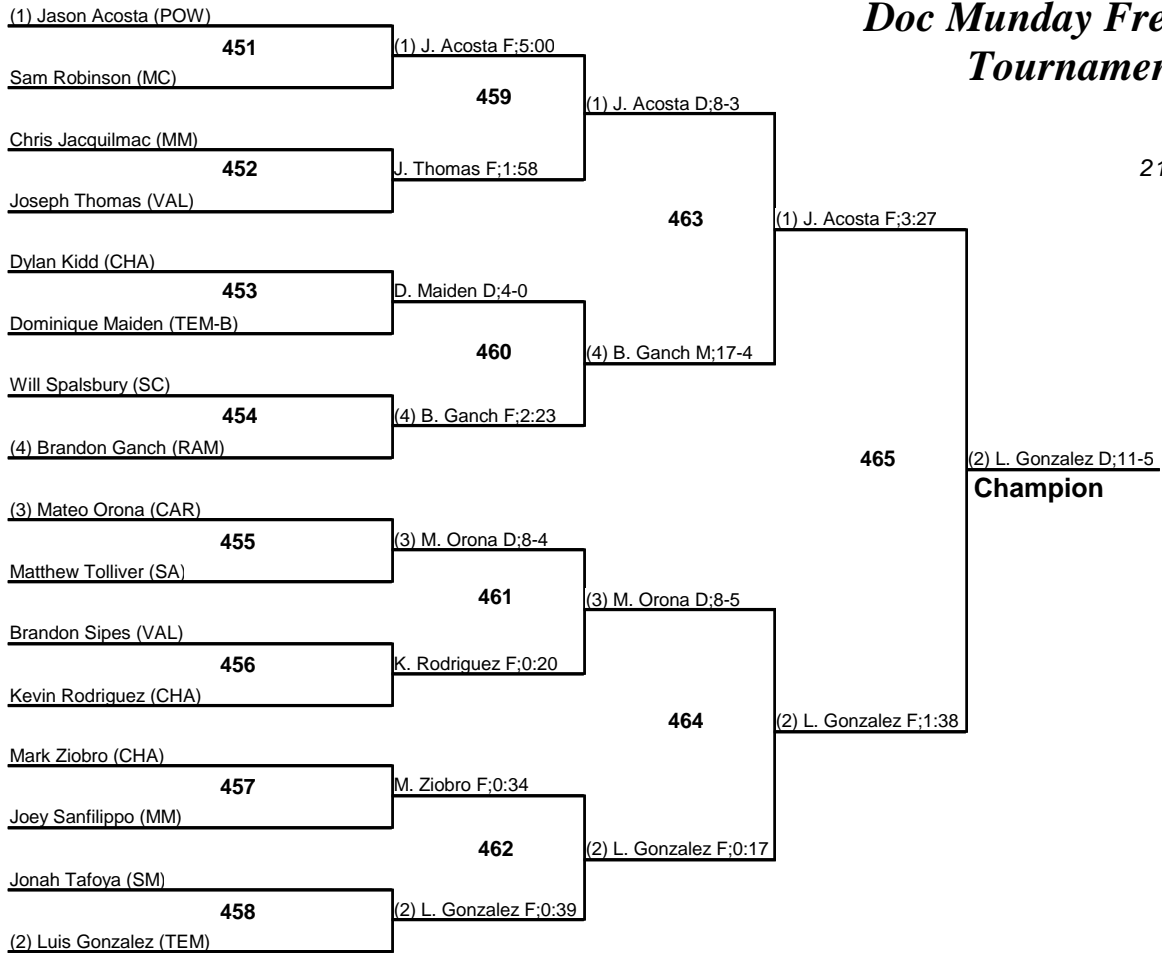 Doc Munday Fre
Tournamen
21
(1) Jason Acosta (POW)
451
Sam Robinson (MC)
(1) J. Acosta F;5:00
459
Chris Jacquilmac (MM)
452
Joseph Thomas (VAL)
J. Thomas F;1:58
(1) J. Acosta D;8-3
463
Dylan Kidd (CHA)
453
Dominique Maiden (TEM-B)
D. Maiden D;4-0
460
Will Spalsbury (SC)
454
(4) Brandon Ganch (RAM)
(4) B. Ganch F;2:23
(4) B. Ganch M;17-4
(1) J. Acosta F;3:27
465
(3) Mateo Orona (CAR)
455
Matthew Tolliver (SA)
(3) M. Orona D;8-4
461
Brandon Sipes (VAL)
456
Kevin Rodriguez (CHA)
K. Rodriguez F;0:20
(3) M. Orona D;8-5
464
Mark Ziobro (CHA)
457
Joey Sanfilippo (MM)
M. Ziobro F;0:34
462
Jonah Tafoya (SM)
458
(2) Luis Gonzalez (TEM)
(2) L. Gonzalez F;0:39
(2) L. Gonzalez F;0:17
(2) L. Gonzalez F;1:38
(2) L. Gonzalez D;11-5
Champion